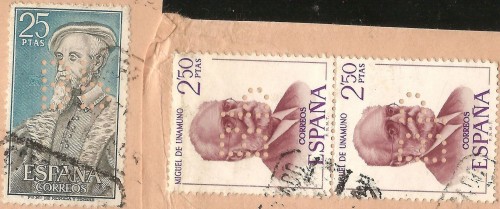 25
PTAS
ESPAÑA
CORREOS
MIGUEL DE UNAMUNO
2'50
PTAS
CORREOS
ESPAÑA
MIGUEL DE UNAMUNO
2'50
PTAS
CORREOS
ESPAÑA